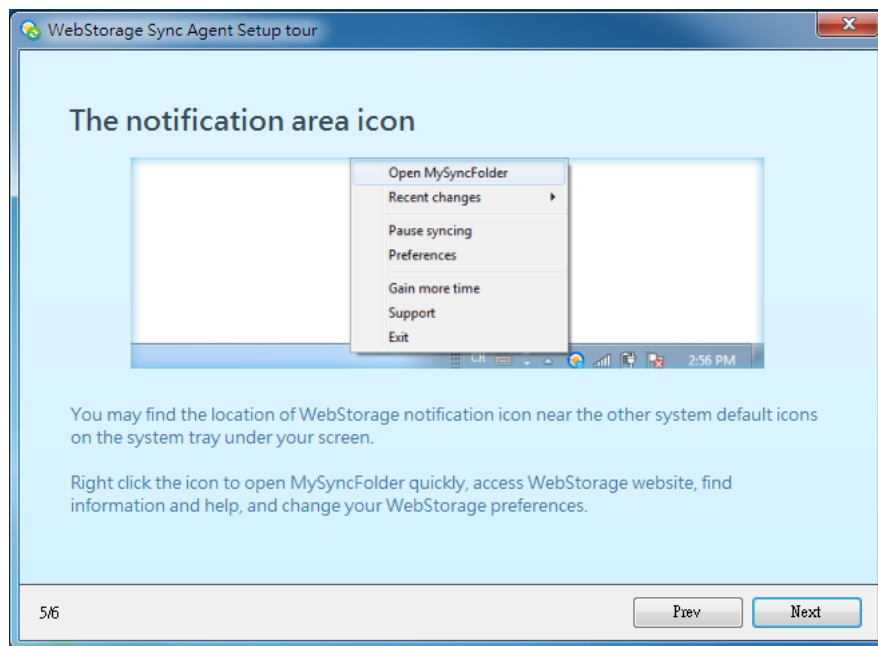 WebStorage Sync Agent Setup tour
The notification area icon
Open MySyncFolder
Recent changes
Pause syncing
Preferences
Gain more time
Support
Exit
CH
2:56 PM
You may find the location of WebStorage notification icon near the other system default icons
on the system tray under your screen.
Right click the icon to open MySyncFolder quickly, access WebStorage website, find
information and help, and change your WebStorage preferences.
5/6
Prev
Next